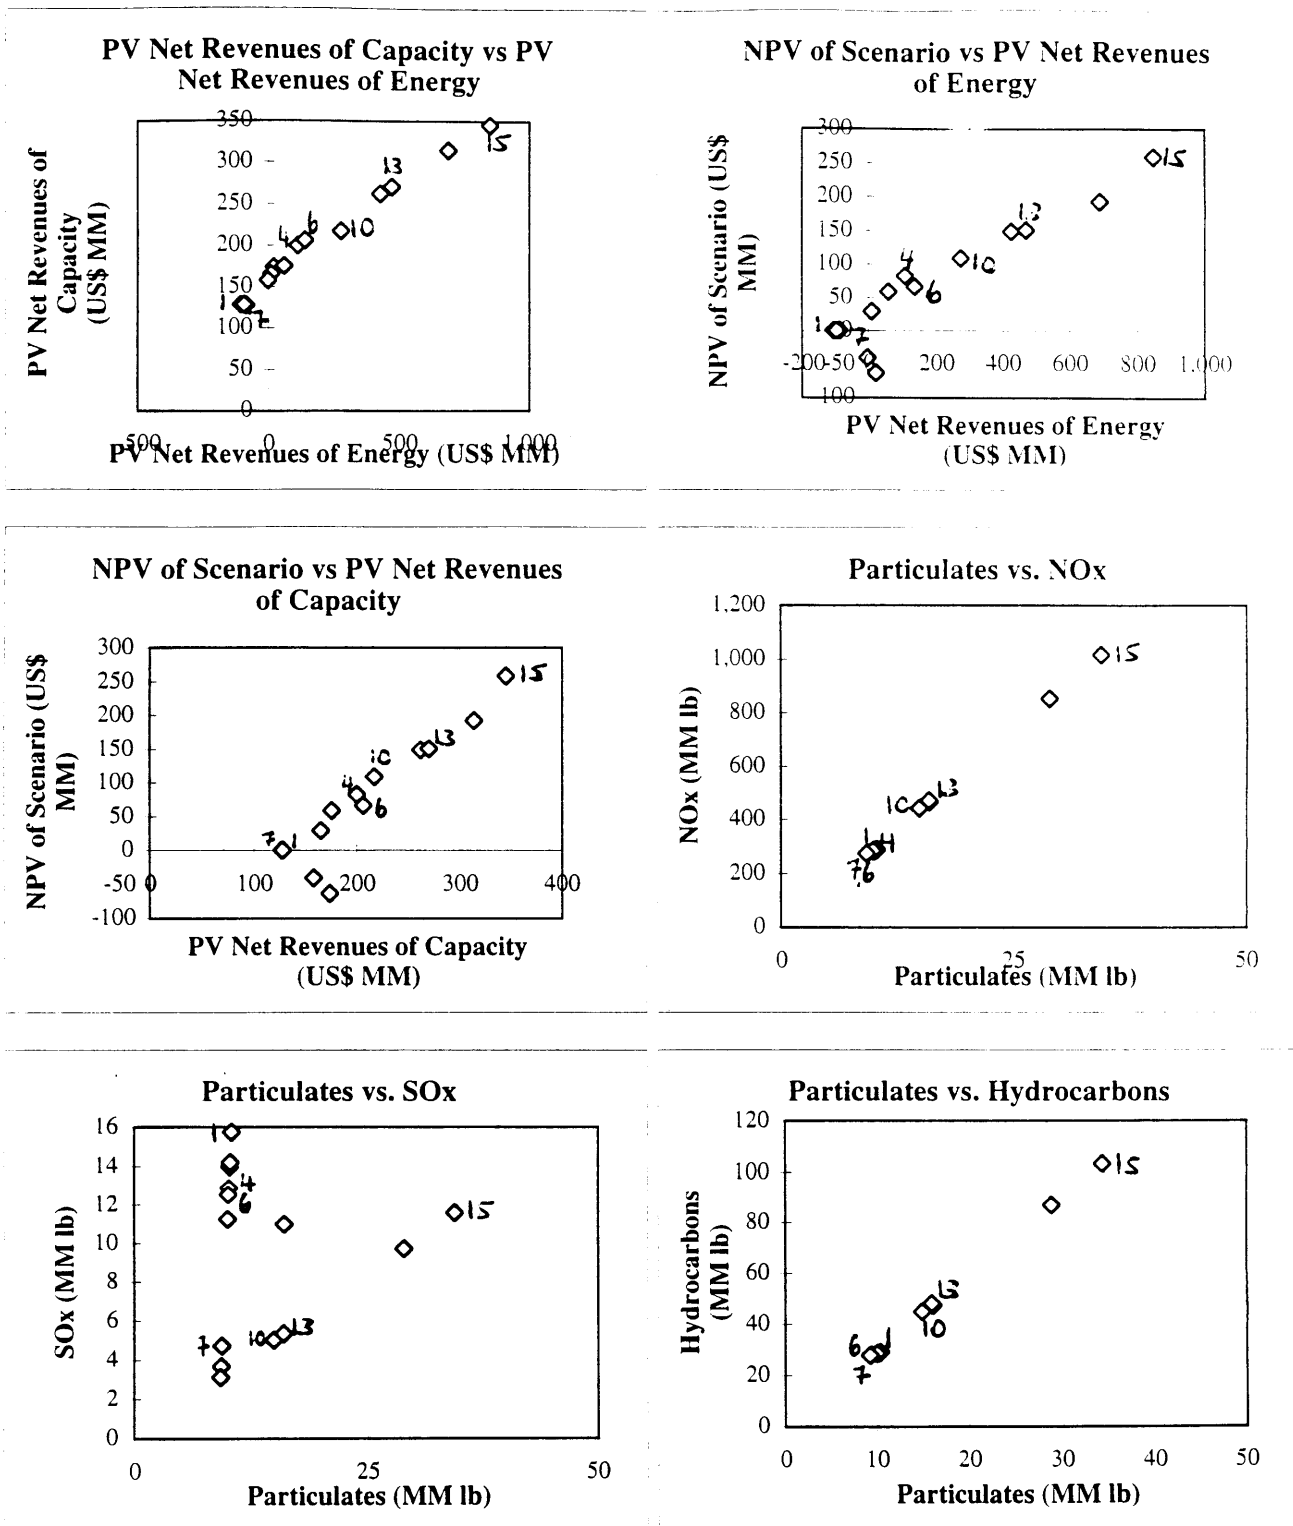 PV Net Revenues of Capacity vs PV
Net Revenues of Energy
PV Net Revenues of
Capacity
(US$ MM)
350
300
250
200
150
100
50
0
15
13
6
4
10
1
7
-500 0 500 1,000
PV Net Revenues of Energy (US$ MM)
NPV of Scenario vs PV Net Revenues
of Energy
NPV of Scenario (US$
MM)
300
250
200
150
100
50
-50
100
15
13
10
4
6
1
7
-200 200 400 600 800 1,000
PV Net Revenues of Energy
(US$ MM)
NPV of Scenario vs PV Net Revenues
of Capacity
NPV of Scenario (US$
MM)
300
250
200
150
100
50
0
-50
-100
15
13
10
4
6
7 1
0 100 200 300 400
PV Net Revenues of Capacity
(US$ MM)
Particulates vs. NOx
NOx (MM lb)
1,200
1,000
800
600
400
200
0
15
13
10
1 4
7 6
0 25 50
Particulates (MM lb)
Particulates vs. SOx
SOx (MM lb)
16
14
12
10
8
6
4
2
0
1
4
6
15
7
10 13
0 25 50
Particulates (MM lb)
Particulates vs. Hydrocarbons
Hydrocarbons
(MM lb)
120
100
80
60
40
20
0
15
13
10
6 1
7
0 10 20 30 40 50
Particulates (MM lb)